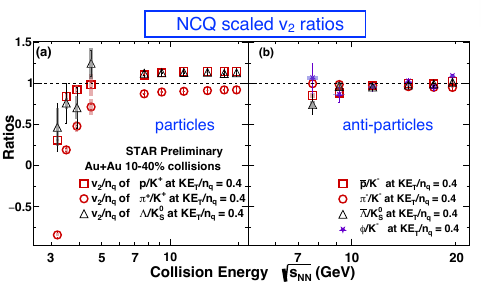 NCQ scaled v2 ratios
(a)
(b)
Ratios
1.5
1
0.5
0
−0.5
particles
anti-particles
STAR Preliminary
Au+Au 10-40% collisions
v2/nq of p/K+ at KET/nq = 0.4
v2/nq of π+/K+ at KET/nq = 0.4
v2/nq of Λ/K0S at KET/nq = 0.4
p̅/K- at KET/nq = 0.4
π-/K- at KET/nq = 0.4
Λ̅/K0S at KET/nq = 0.4
φ/K- at KET/nq = 0.4
3 4 5 7 10 20
7 10 20
Collision Energy √sNN (GeV)